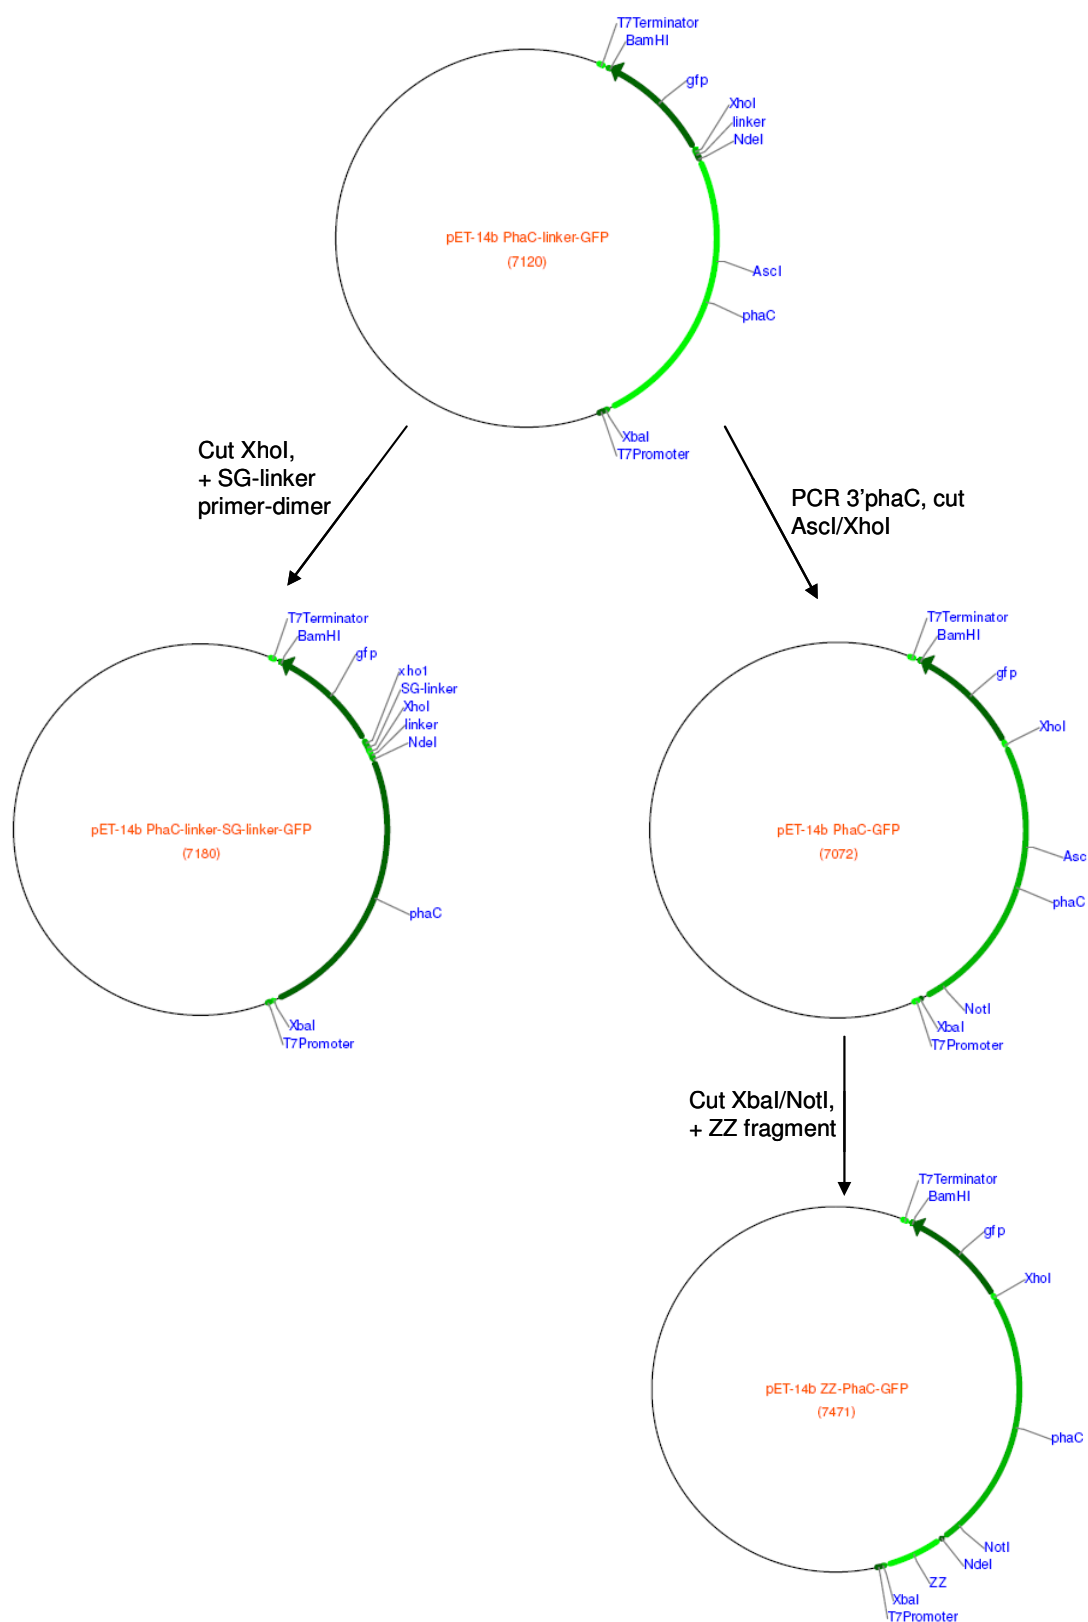 T7Terminator
BamHI
gfp
XhoI
linker
NdeI
pET-14b PhaC-linker-GFP
(7120)
AscI
phaC
XbaI
T7Promoter
Cut XhoI,
+ SG-linker
primer-dimer
PCR 3'phaC, cut
AscI/XhoI
T7Terminator
BamHI
gfp
xho1
SG-linker
XhoI
linker
NdeI
pET-14b PhaC-linker-SG-linker-GFP
(7180)
phaC
XbaI
T7Promoter
T7Terminator
BamHI
gfp
XhoI
pET-14b PhaC-GFP
(7072)
Asc
phaC
NotI
XbaI
T7Promoter
Cut XbaI/NotI,
+ ZZ fragment
T7Terminator
BamHI
gfp
XhoI
pET-14b ZZ-PhaC-GFP
(7471)
phaC
NotI
NdeI
ZZ
XbaI
T7Promoter